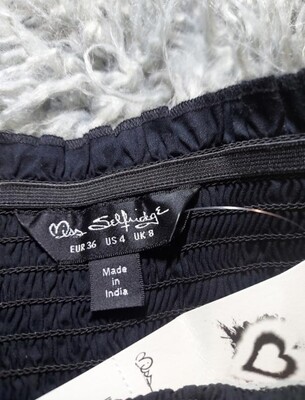 Miss Selfridge
EUR 36 US 4 UK 8
Made in
India